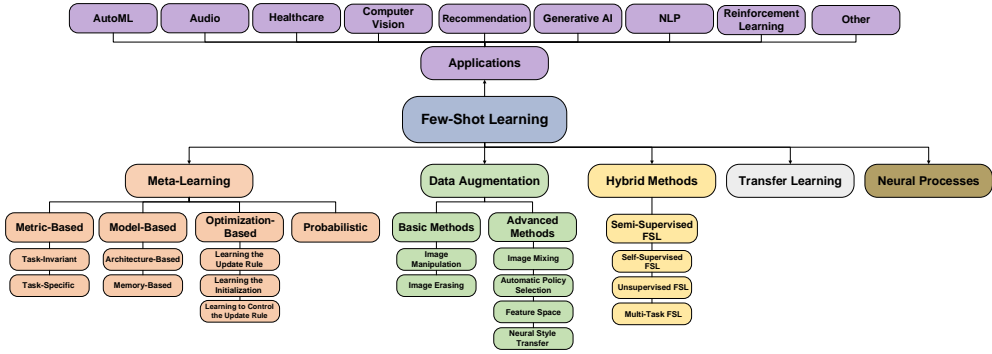 AutoML
Audio
Healthcare
Computer
Vision
Recommendation
Generative AI
NLP
Reinforcement
Learning
Other
Applications
Few-Shot Learning
Meta-Learning
Data Augmentation
Hybrid Methods
Transfer Learning
Neural Processes
Metric-Based
Model-Based
Optimization-
Based
Probabilistic
Basic Methods
Advanced
Methods
Semi-Supervised
FSL
Task-Invariant
Task-Specific
Architecture-Based
Memory-Based
Learning the
Update Rule
Learning the
Initialization
Learning to Control
the Update Rule
Image
Manipulation
Image Erasing
Image Mixing
Automatic Policy
Selection
Feature Space
Neural Style
Transfer
Self-Supervised
FSL
Unsupervised FSL
Multi-Task FSL